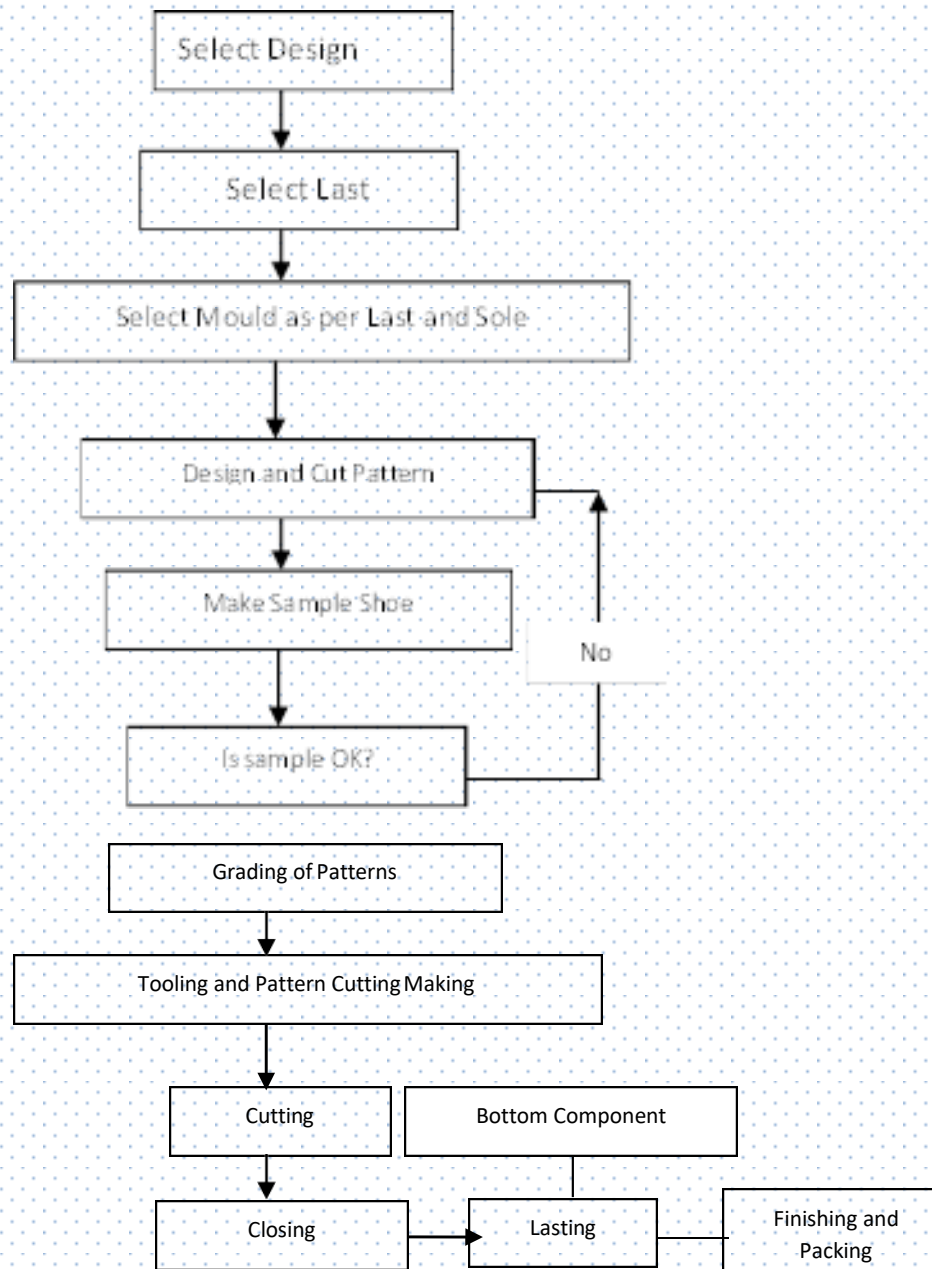 Select Design
Select Last
Select Mould as per Last and Sole
Design and Cut Pattern
Make Sample Shoe
No
Is sample OK?
Grading of Patterns
Tooling and Pattern Cutting Making
Cutting
Bottom Component
Closing
Lasting
Finishing and
Packing